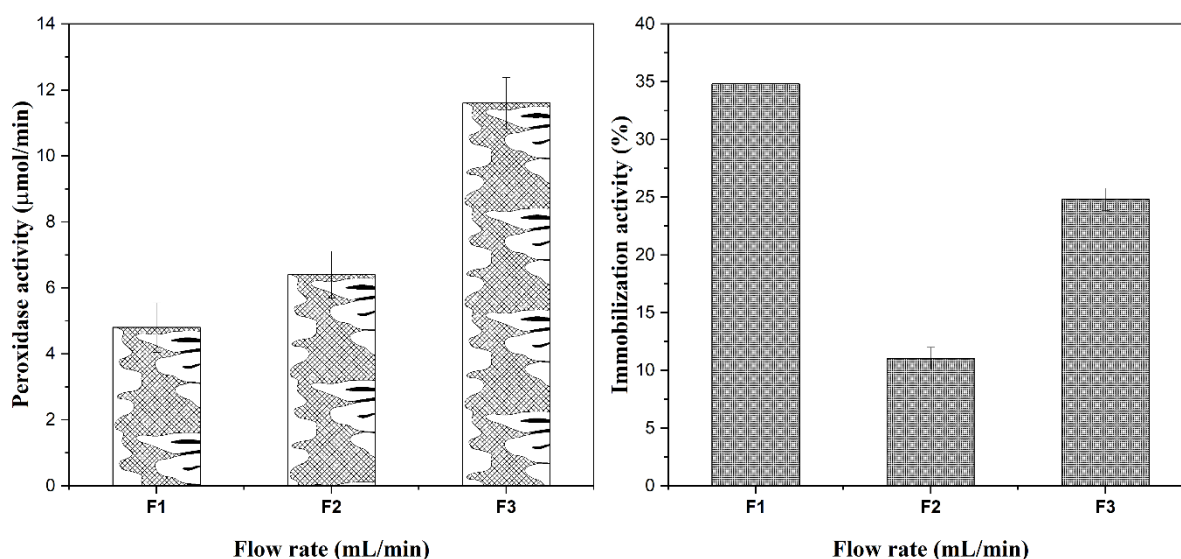 Peroxidase activity (μmol/min)
14
12
10
8
6
4
2
0
F1 F2 F3
Flow rate (mL/min)
Immobilization activity (%)
40
35
30
25
20
15
10
5
0
F1 F2 F3
Flow rate (mL/min)